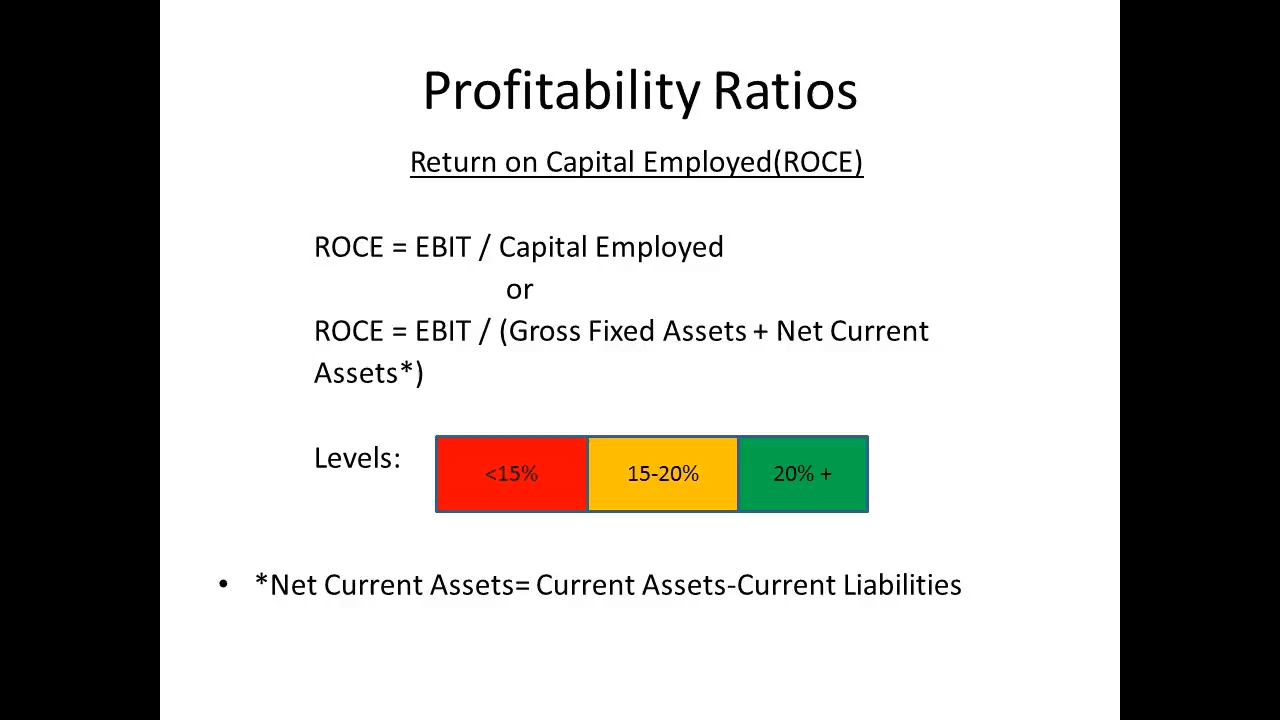 Profitability Ratios
Return on Capital Employed(ROCE)
ROCE = EBIT / Capital Employed
or
ROCE = EBIT / (Gross Fixed Assets + Net Current
Assets*)
Levels:
<15%
15-20%
20% +
• *Net Current Assets= Current Assets-Current Liabilities